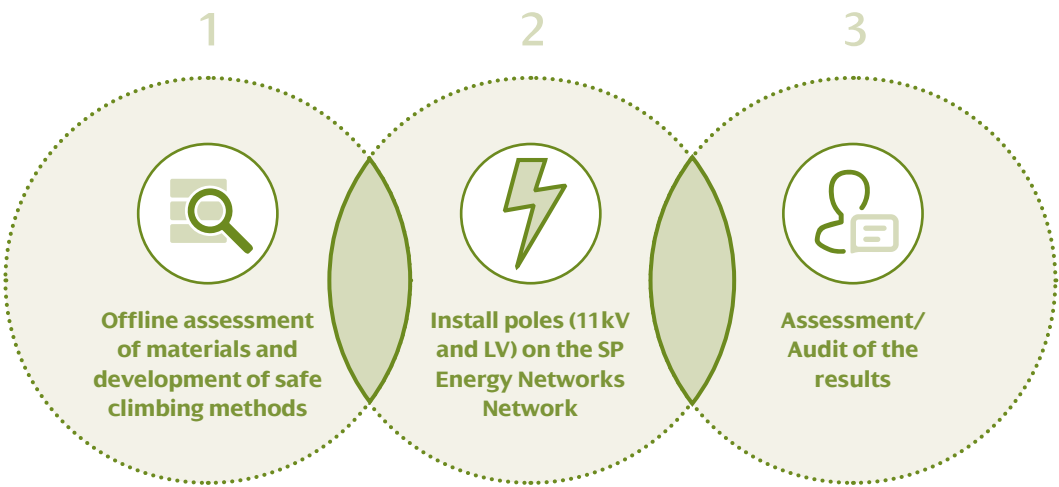 1
2
3
Offline assessment
of materials and
development of safe
climbing methods
Install poles (11kV
and LV) on the SP
Energy Networks
Network
Assessment/
Audit of the
results